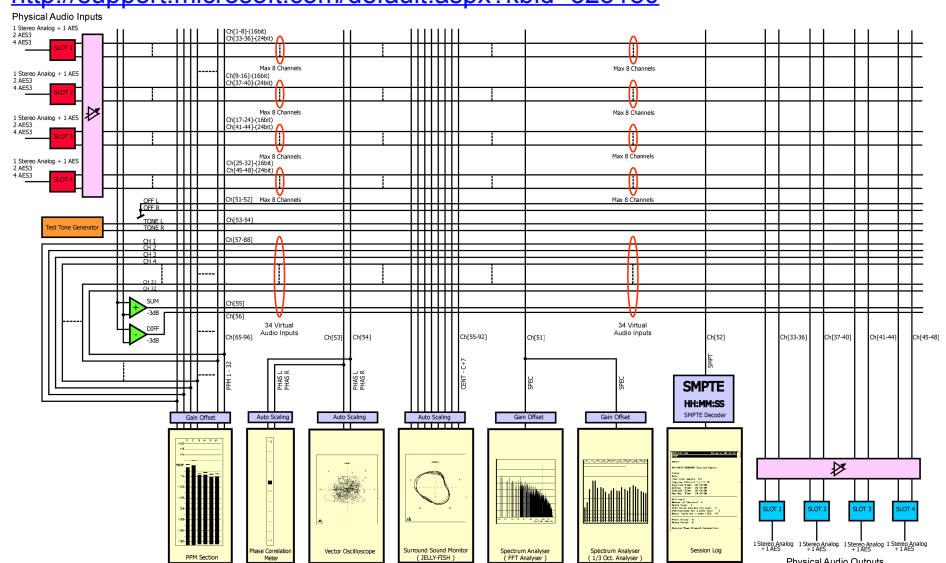 Physical Audio Inputs
1 Stereo Analog + 1 AES
2 AES3
4 AES3
SLOT 1
Ch[1-8]-(16bit)
Ch[33-36]-(24bit)
Max 8 Channels
Max 8 Channels
1 Stereo Analog + 1 AES
2 AES3
4 AES3
SLOT 2
Ch[9-16]-(16bit)
Ch[37-40]-(24bit)
Max 8 Channels
Max 8 Channels
1 Stereo Analog + 1 AES
2 AES3
4 AES3
SLOT 3
Ch[17-24]-(16bit)
Ch[41-44]-(24bit)
Max 8 Channels
Max 8 Channels
1 Stereo Analog + 1 AES
2 AES3
4 AES3
SLOT 4
Ch[25-32]-(16bit)
Ch[45-48]-(24bit)
OFF L
OFF R
Ch[51-52]
Max 8 Channels
Max 8 Channels
Test Tone Generator
TONE L
TONE R
Ch[53-54]
CH 1
CH 2
CH 3
CH 4
Ch[57-88]
CH 31
CH 32
SUM
-3dB
Ch[55]
DIFF
-3dB
Ch[56]
34 Virtual
Audio Inputs
34 Virtual
Audio Inputs
Ch[65-96]
Ch[53]
Ch[54]
Ch[55-92]
Ch[51]
Ch[52]
Ch[33-36]
Ch[37-40]
Ch[41-44]
Ch[45-48]
PPM 1 - 32
PHAS L
PHAS R
PHAS L
PHAS R
CENT - C+7
SPEC
SPEC
SMPT
SMPTE
HH:MM:SS
SMPTE Decoder
Gain Offset
Auto Scaling
Auto Scaling
Auto Scaling
Gain Offset
Gain Offset
PPM Section
Phase Correlation
Meter
Vector Oscilloscope
Surround Sound Monitor
( JELLY-FISH )
Spectrum Analyser
( FFT Analyser )
Spectrum Analyser
( 1/3 Oct. Analyser )
Session Log
SLOT 1
SLOT 2
SLOT 3
SLOT 4
1 Stereo Analog
+ 1 AES
1 Stereo Analog
+ 1 AES
1 Stereo Analog
+ 1 AES
1 Stereo Analog
+ 1 AES
Physical Audio Outputs